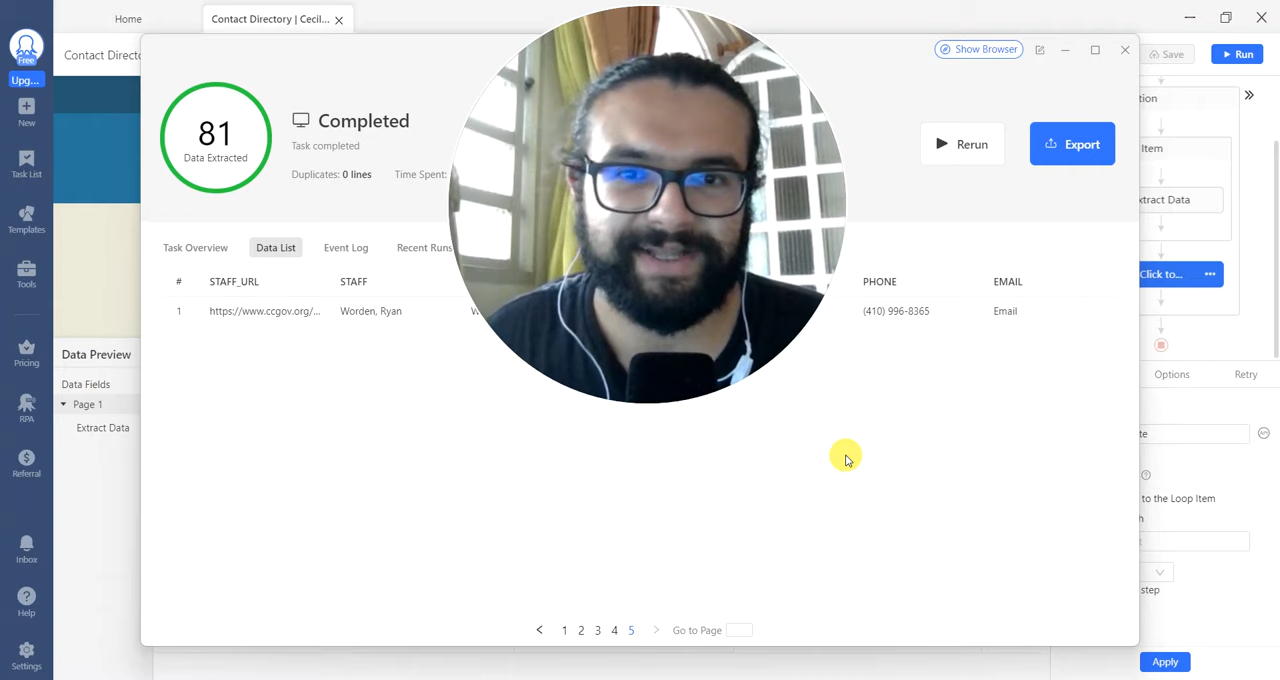 Home
Contact Directory | Cecil...
Free
Upg...
New
Task List
Templates
Tools
Pricing
RPA
Referral
Inbox
Help
Settings
Contact Directo
Save
Run
Show Browser
81
Data Extracted
Completed
Task completed
Duplicates: 0 lines
Time Spent:
Rerun
Export
Task Overview
Data List
Event Log
Recent Runs
# STAFF_URL STAFF PHONE EMAIL
1 https://www.ccgov.org/... Worden, Ryan (410) 996-8365 Email
5
1 2 3 4 5
Go to Page
Data Preview
Data Fields
Page 1
Extract Data
tion
Item
xtract Data
Click to...
Options
Retry
te
to the Loop Item
h
t
step
Apply